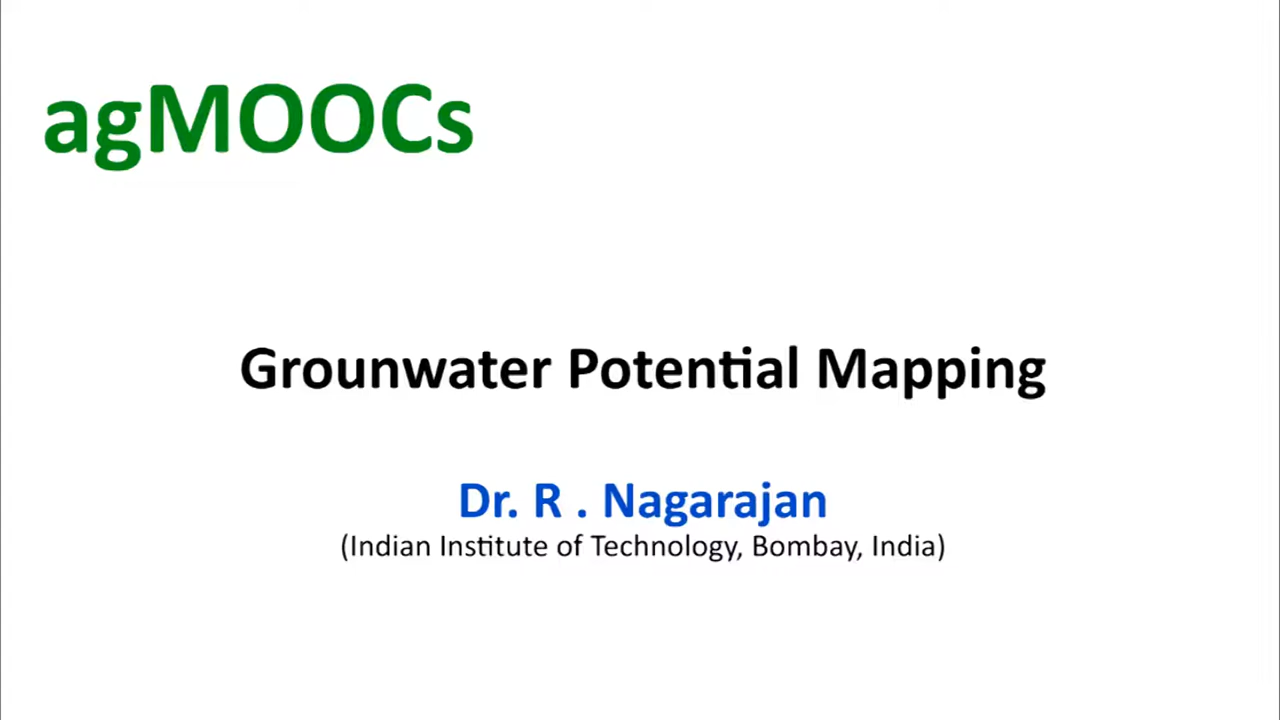 agMOOCs
Grounwater Potential Mapping
Dr. R . Nagarajan
(Indian Institute of Technology, Bombay, India)